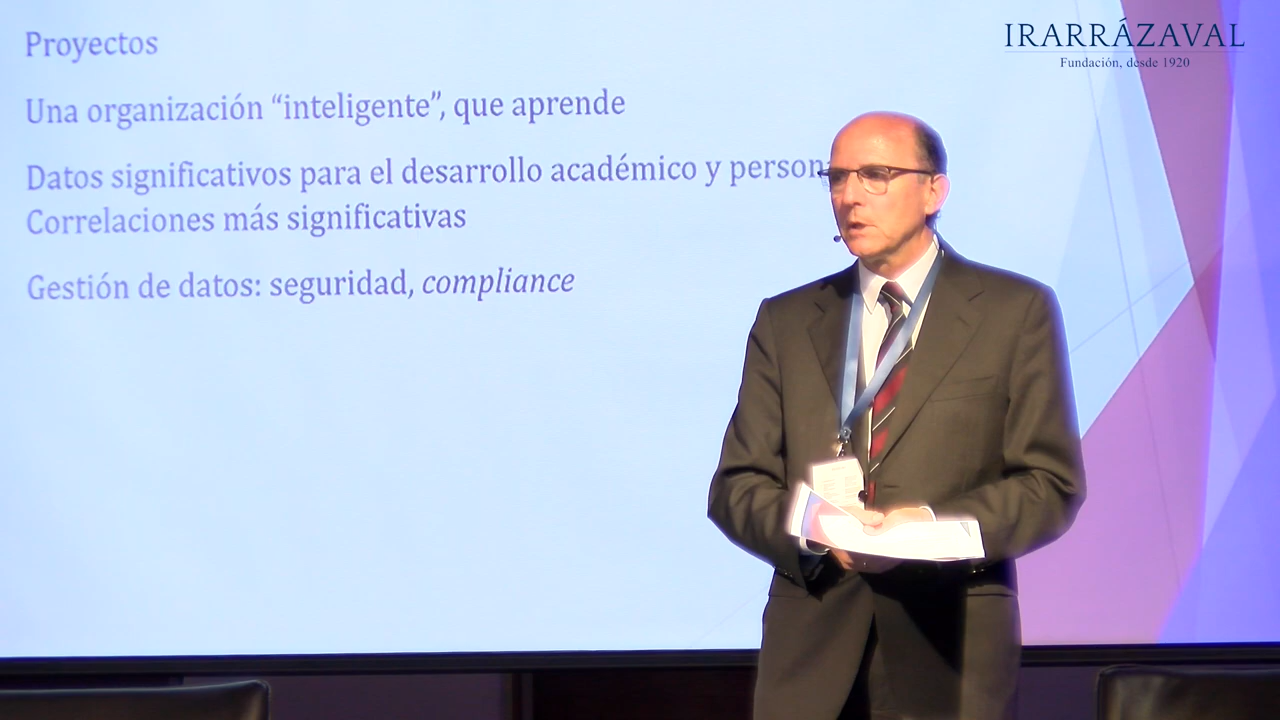 Proyectos
Una organización “inteligente”, que aprende
Datos significativos para el desarrollo académico y person
Correlaciones más significativas
Gestión de datos: seguridad, compliance
IRARRÁZAVAL
Fundación, desde 1920